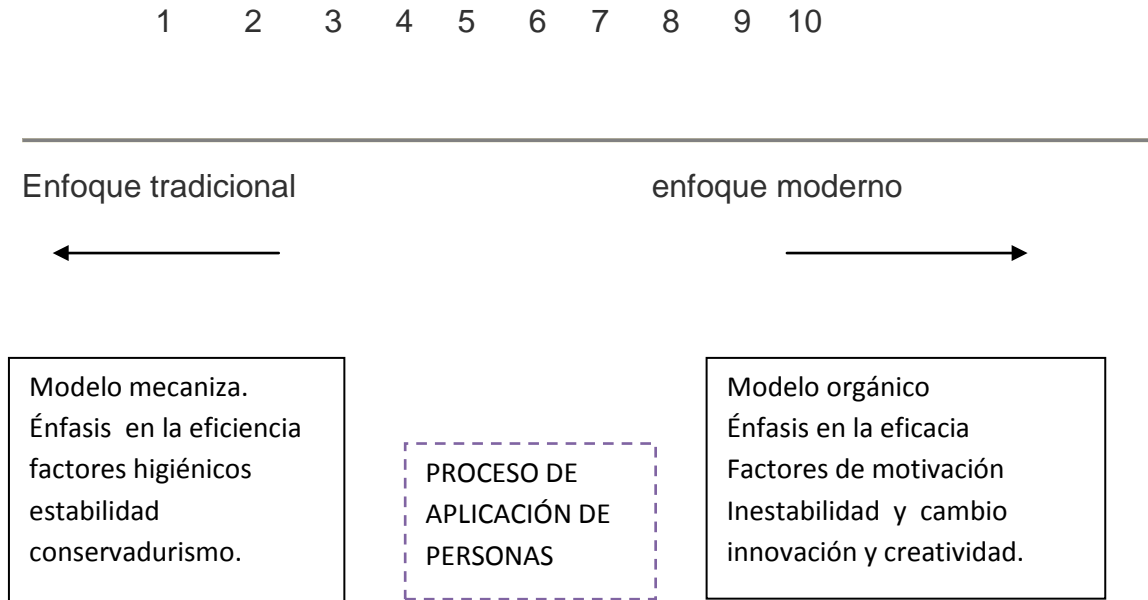 1 2 3 4 5 6 7 8 9 10
Enfoque tradicional enfoque moderno
Modelo mecaniza.
Énfasis en la eficiencia
factores higiénicos
estabilidad
conservadurismo.
PROCESO DE
APLICACIÓN DE
PERSONAS
Modelo orgánico
Énfasis en la eficacia
Factores de motivación
Inestabilidad y cambio
innovación y creatividad.